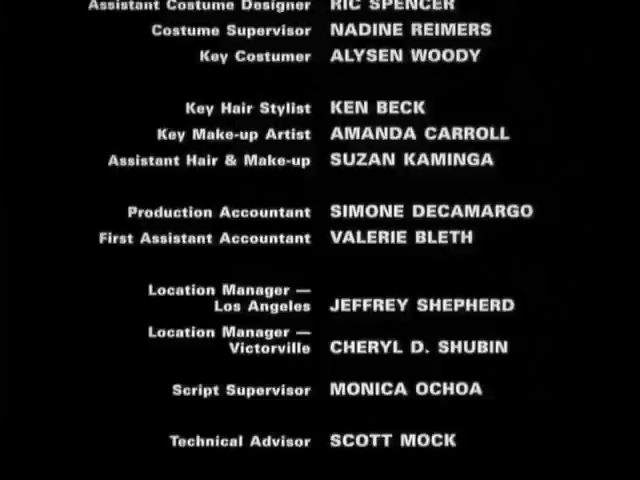 Assistant Costume Designer RIC SPENCER
Costume Supervisor NADINE REIMERS
Key Costumer ALYSEN WOODY
Key Hair Stylist KEN BECK
Key Make-up Artist AMANDA CARROLL
Assistant Hair & Make-up SUZAN KAMINGA
Production Accountant SIMONE DECAMARGO
First Assistant Accountant VALERIE BLETH
Location Manager —
Los Angeles JEFFREY SHEPHERD
Location Manager —
Victorville CHERYL D. SHUBIN
Script Supervisor MONICA OCHOA
Technical Advisor SCOTT MOCK